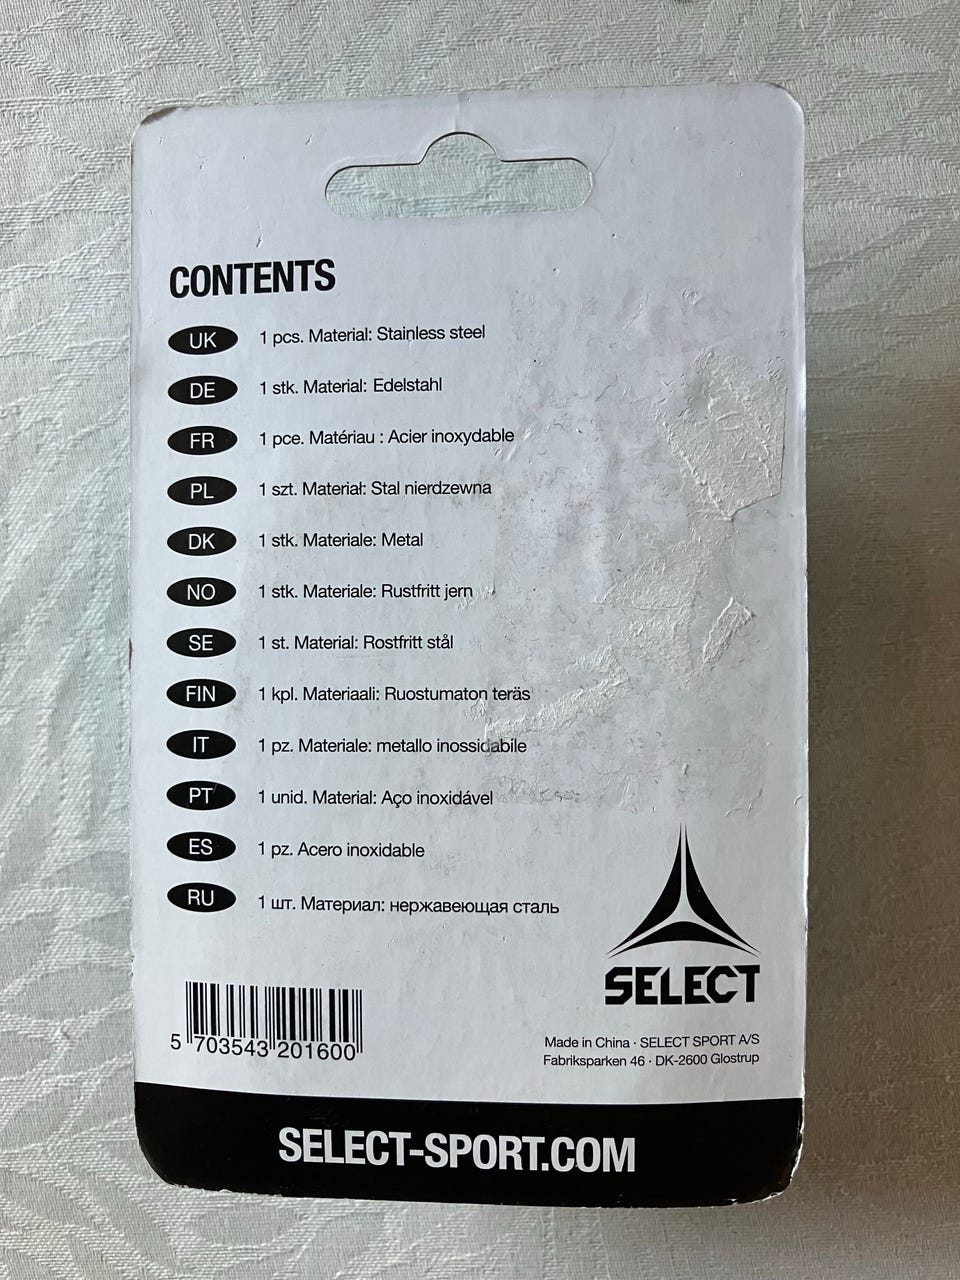 CONTENTS
UK 1 pcs. Material: Stainless steel
DE 1 stk. Material: Edelstahl
FR 1 pce. Matériau : Acier inoxydable
PL 1 szt. Materiał: Stal nierdzewna
DK 1 stk. Materiale: Metal
NO 1 stk. Materiale: Rustfritt jern
SE 1 st. Material: Rostfritt stål
FIN 1 kpl. Materiaali: Ruostumaton teräs
IT 1 pz. Materiale: metallo inossidabile
PT 1 unid. Material: Aço inoxidável
ES 1 pz. Acero inoxidable
RU 1 шт. Материал: нержавеющая сталь
SELECT
5 703543 201600
Made in China · SELECT SPORT A/S
Fabriksparken 46 · DK-2600 Glostrup
SELECT-SPORT.COM